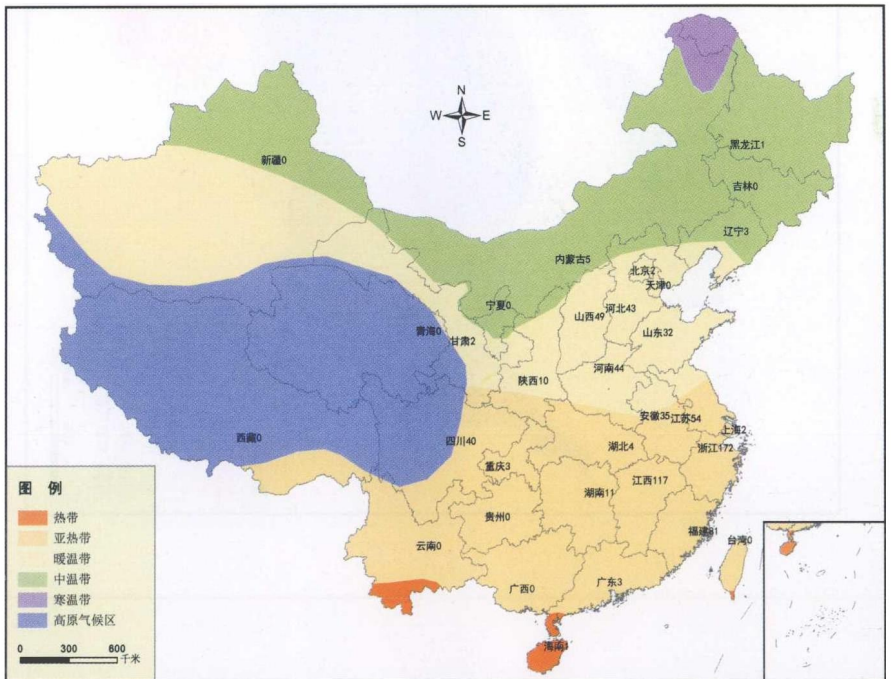 N
W E
S
黑龙江1
新疆0
吉林0
辽宁3
内蒙古5
北京2
天津0
宁夏0
河北43
山西49
青海0
山东32
甘肃2
河南44
陕西10
安徽35
江苏54
上海2
西藏0
四川40
湖北4
浙江172
重庆3
江西117
湖南11
贵州0
云南0
台湾0
广西0
广东3
海南1
图 例
热带
亚热带
暖温带
中温带
寒温带
高原气候区
0 300 600
千米